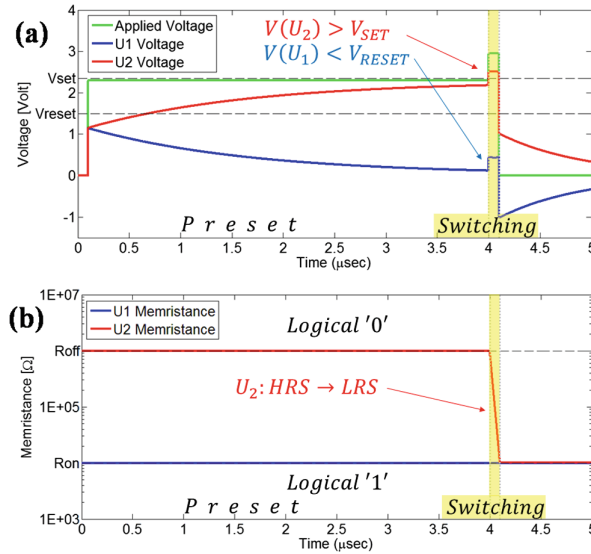 (a)
Applied Voltage
U1 Voltage
U2 Voltage
V(U₂) > V_SET
V(U₁) < V_RESET
Voltage [Volt]
4
3
Vset
2
Vreset
1
0
-1
Preset
Switching
0 0.5 1 1.5 2 2.5 3 3.5 4 4.5 5
Time (μsec)
(b)
U1 Memristance
U2 Memristance
Logical '0'
Memristance [Ω]
1E+07
Roff
1E+05
Ron
1E+03
U₂: HRS → LRS
Logical '1'
Preset
Switching
0 0.5 1 1.5 2 2.5 3 3.5 4 4.5 5
Time (μsec)